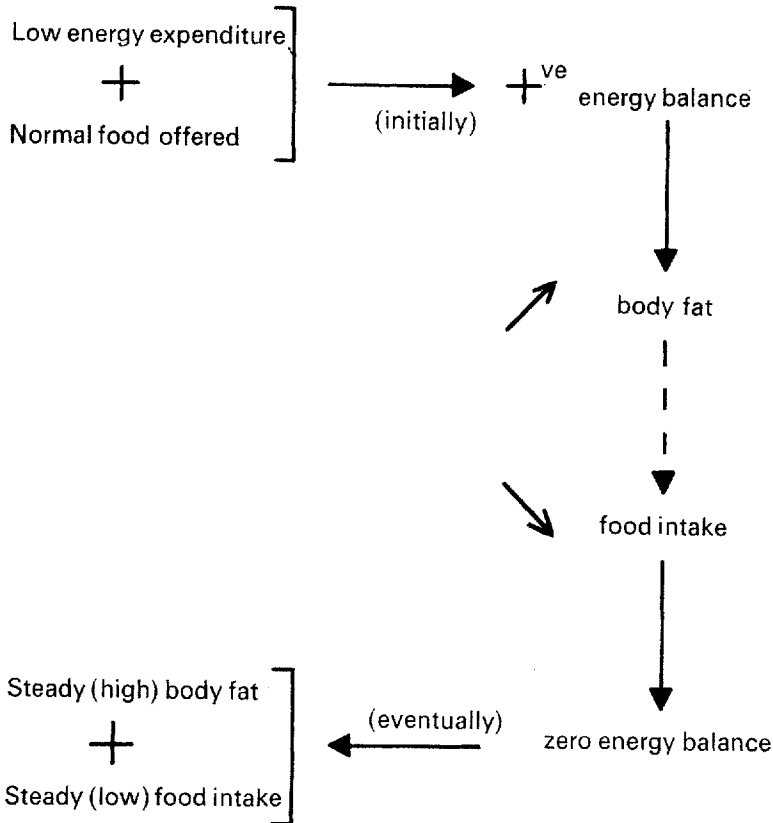 Low energy expenditure
+
Normal food offered
(initially)
+ve
energy balance
body fat
food intake
zero energy balance
(eventually)
Steady (high) body fat
+
Steady (low) food intake